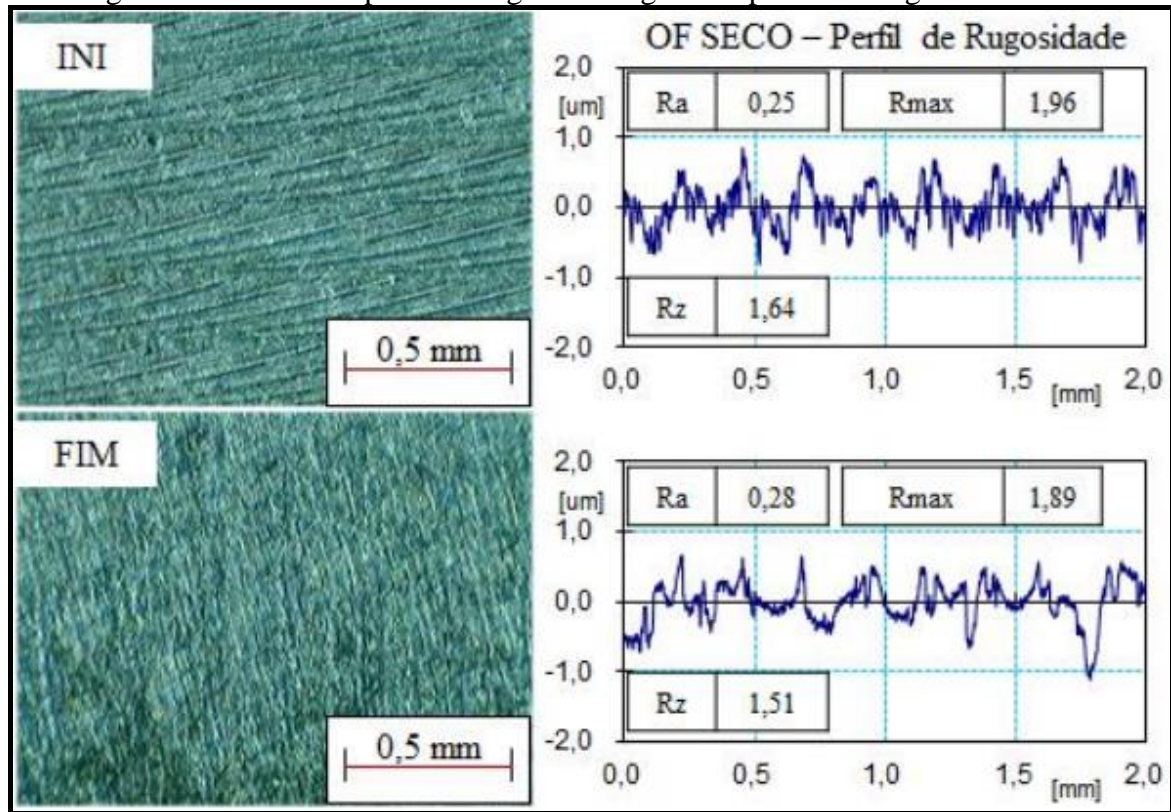 INI
0,5 mm
OF SECO – Perfil de Rugosidade
2,0
[um]
1,0
0,0
-1,0
-2,0
Ra 0,25 Rmax 1,96
Rz 1,64
0,0 0,5 1,0 1,5 [mm] 2,0
FIM
0,5 mm
2,0
[um]
1,0
0,0
-1,0
-2,0
Ra 0,28 Rmax 1,89
Rz 1,51
0,0 0,5 1,0 1,5 [mm] 2,0